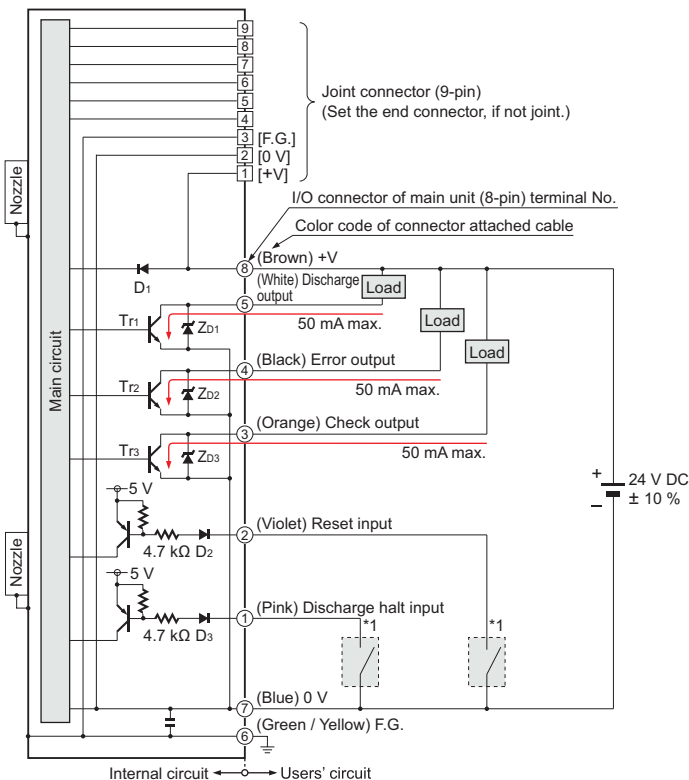 9
8
7
6
5
4
3 [F.G.]
2 [0 V]
1 [+V]
Joint connector (9-pin)
(Set the end connector, if not joint.)
Nozzle
I/O connector of main unit (8-pin) terminal No.
Color code of connector attached cable
8 (Brown) +V
D1
(White) Discharge
output
5
Load
Tr1
ZD1
50 mA max.
Load
Main circuit
4 (Black) Error output
Load
Tr2
ZD2
50 mA max.
3 (Orange) Check output
Tr3
ZD3
50 mA max.
+
24 V DC
± 10 %
−
5 V
2 (Violet) Reset input
4.7 kΩ D2
Nozzle
5 V
1 (Pink) Discharge halt input
4.7 kΩ D3
*1
*1
7 (Blue) 0 V
(Green / Yellow) F.G.
6
Internal circuit
Users' circuit